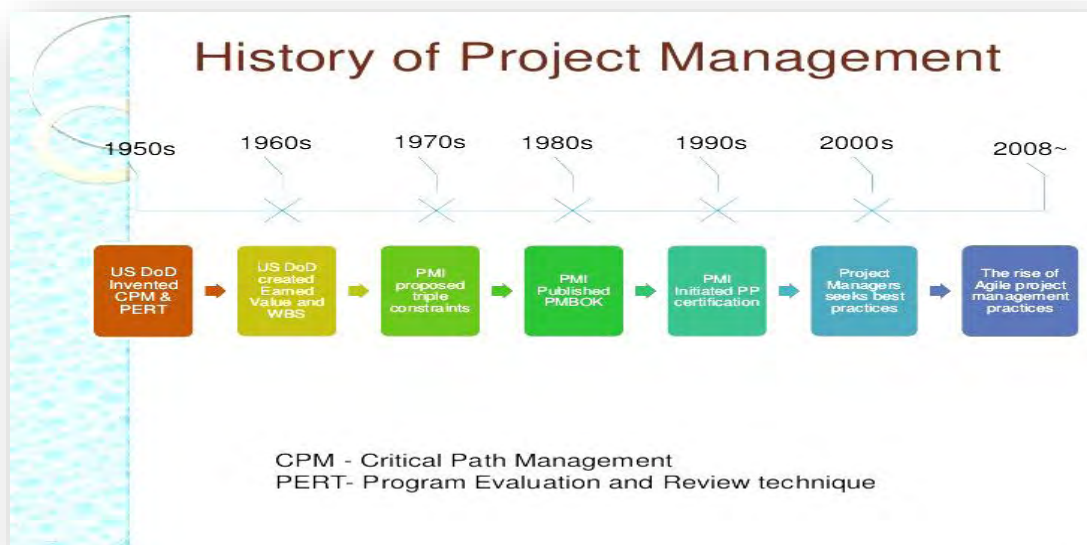 History of Project Management
1950s
1960s
1970s
1980s
1990s
2000s
2008~
US DoD
Invented
CPM &
PERT
US DoD
created
Earned
Value and
WBS
PMI
proposed
triple
constraints
PMI
Published
PMBOK
PMI
Initiated PP
certification
Project
Managers
seeks best
practices
The rise of
Agile project
management
practices
CPM - Critical Path Management
PERT- Program Evaluation and Review technique